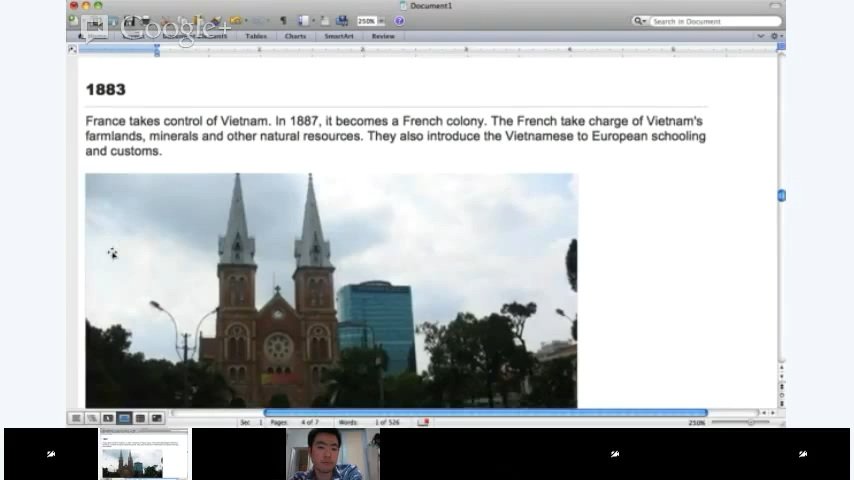 Document1
250%
Search in Document
Google+
Tables
Charts
SmartArt
Review
1883
France takes control of Vietnam. In 1887, it becomes a French colony. The French take charge of Vietnam's
farmlands, minerals and other natural resources. They also introduce the Vietnamese to European schooling
and customs.
Sec 1 Pages: 4 of 7 Words: 1 of 526
250%